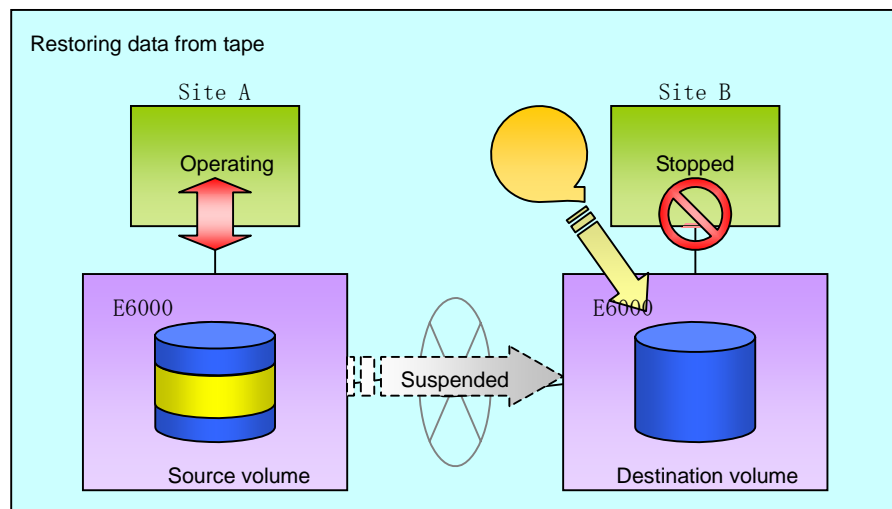 Restoring data from tape
Site A
Site B
Operating
Stopped
E6000
E6000
Suspended
Source volume
Destination volume